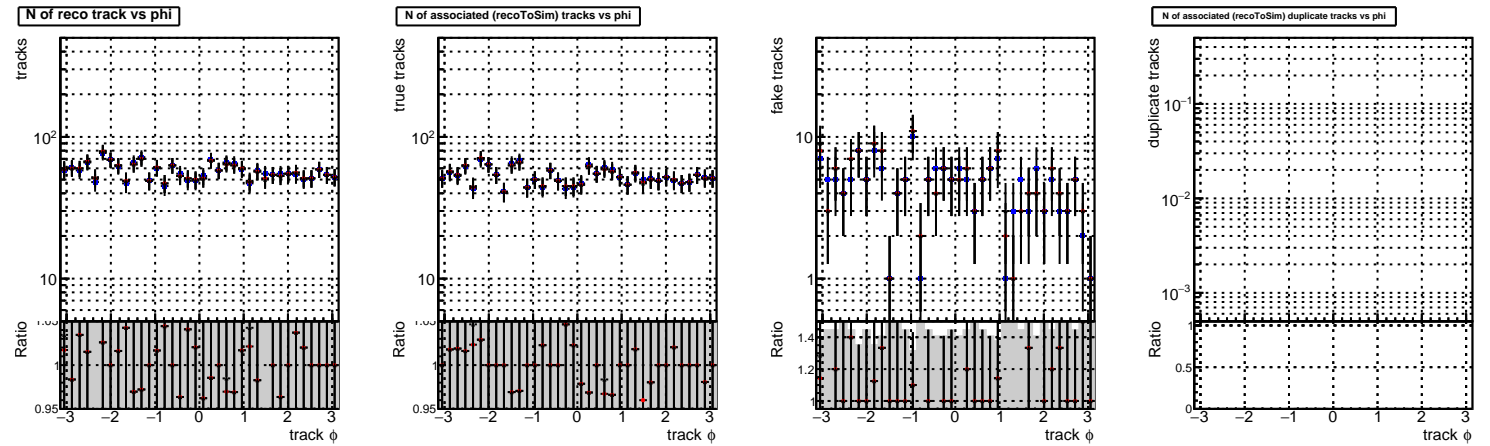 N of reco track vs phi
tracks
10²
10
Ratio
1.05
1
0.95
−3 −2 −1 0 1 2 3
track ϕ
N of associated (recoToSim) tracks vs phi
true tracks
10²
10
Ratio
1.05
1
0.95
−3 −2 −1 0 1 2 3
track ϕ
fake tracks
10
1
Ratio
1.4
1.2
1
−3 −2 −1 0 1 2 3
track ϕ
N of associated (recoToSim) duplicate tracks vs phi
duplicate tracks
10⁻¹
10⁻²
10⁻³
Ratio
1
0.5
0
−3 −2 −1 0 1 2 3
track ϕ